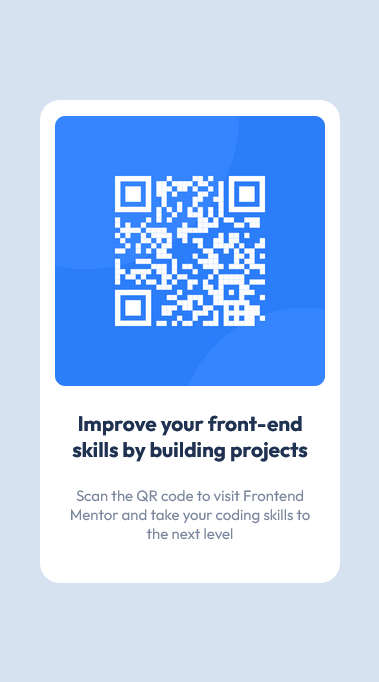 Improve your front-end
skills by building projects
Scan the QR code to visit Frontend
Mentor and take your coding skills to
the next level